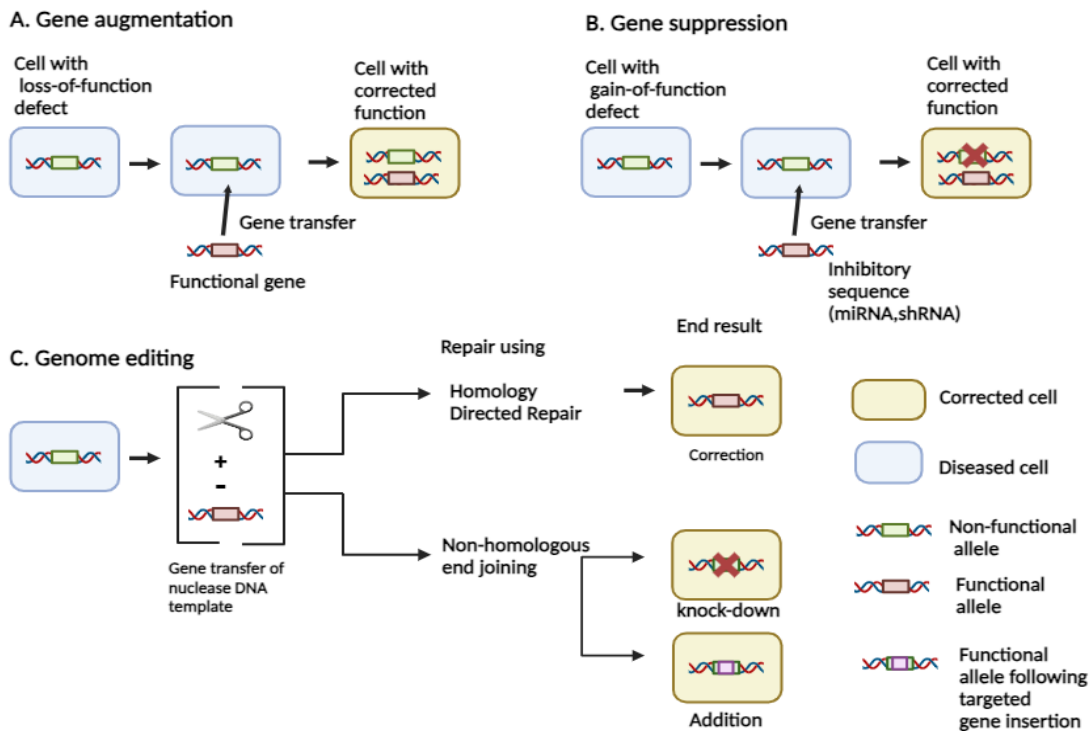 A. Gene augmentation
Cell with
loss-of-function
defect
Cell with
corrected
function
Gene transfer
Functional gene
B. Gene suppression
Cell with
gain-of-function
defect
Cell with
corrected
function
Gene transfer
Inhibitory
sequence
(miRNA,shRNA)
C. Genome editing
+
-
Gene transfer of
nuclease DNA
template
Repair using
Homology
Directed Repair
Non-homologous
end joining
End result
Correction
knock-down
Addition
Corrected cell
Diseased cell
Non-functional
allele
Functional
allele
Functional
allele following
targeted
gene insertion